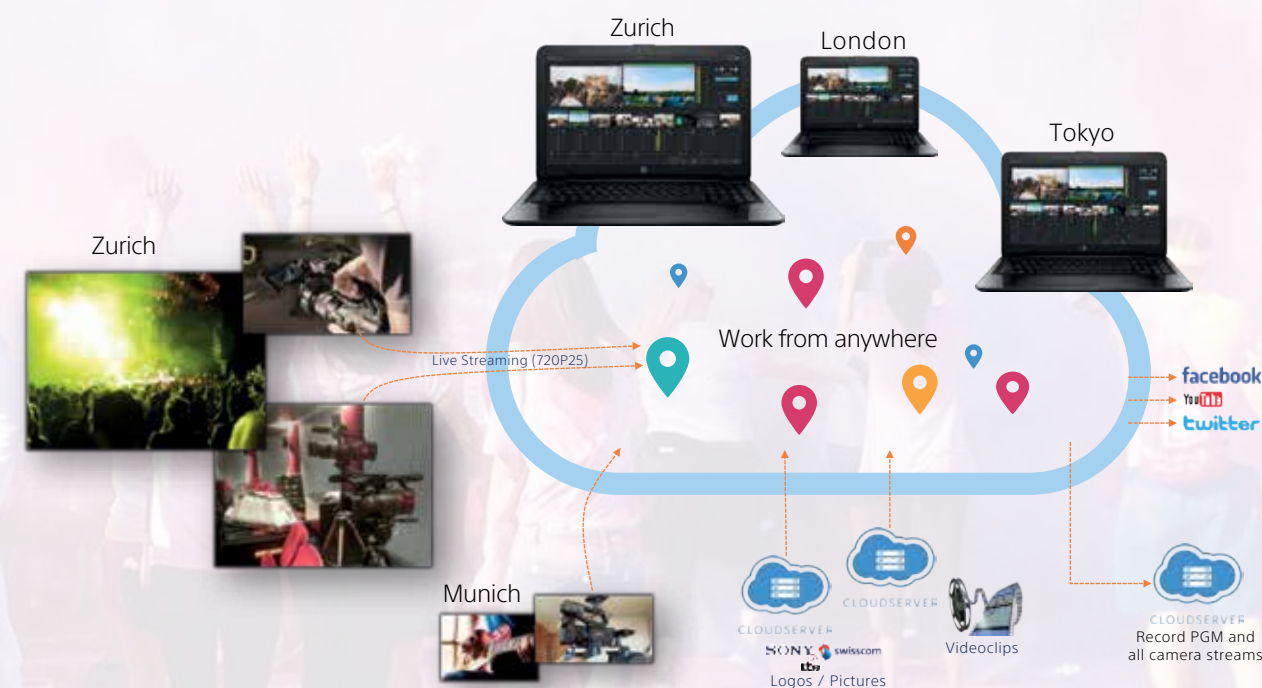 Zurich
London
Tokyo
Zurich
Live Streaming (720P25)
Work from anywhere
facebook
YouTube
twitter
Munich
CLOUDSERVER
CLOUDSERVER
CLOUDSERVER
SONY swisscom
Logos / Pictures
Videoclips
Record PGM and
all camera streams